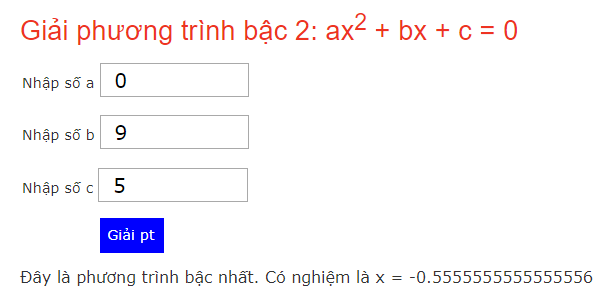 Giải phương trình bậc 2: ax² + bx + c = 0
Nhập số a 0
Nhập số b 9
Nhập số c 5
Giải pt
Đây là phương trình bậc nhất. Có nghiệm là x = -0.5555555555555556